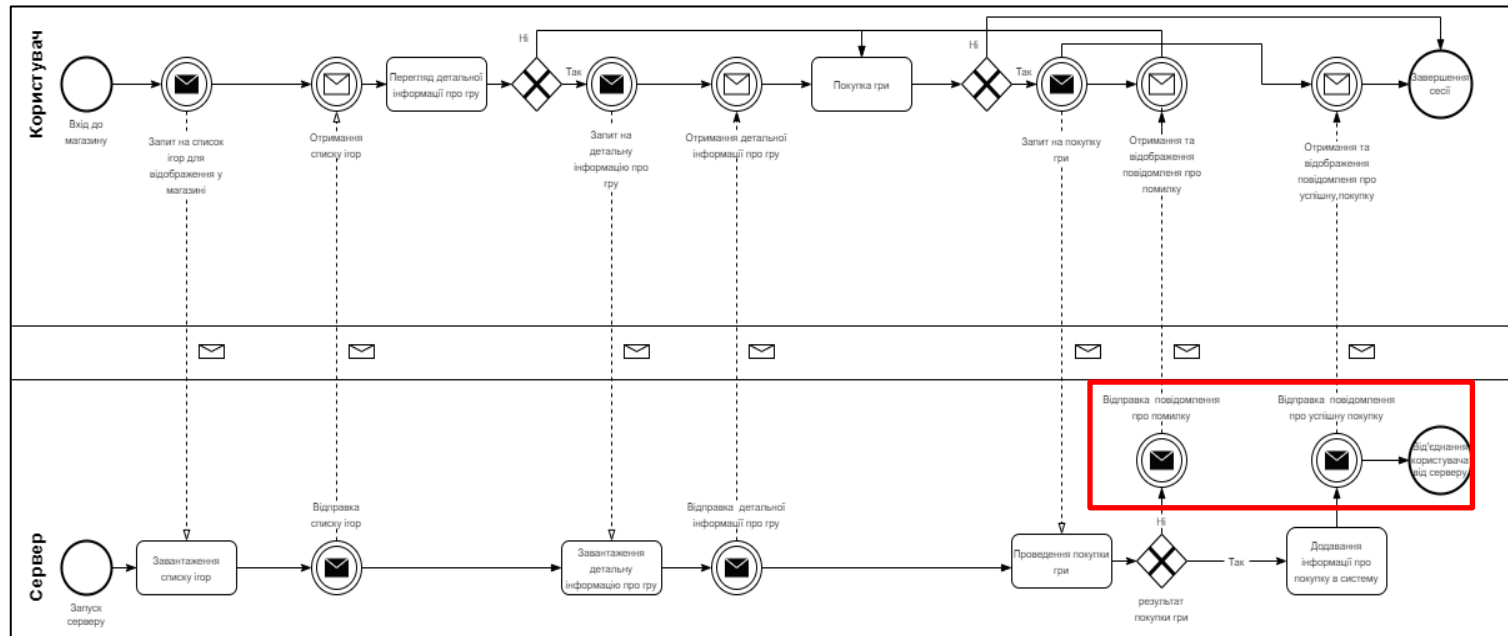 Користувач
Ні
Ні
Так
Так
Перегляд детальної
інформації про гру
Покупка гри
Завершення
сесії
Вхід до
магазину
Запит на список
ігор для
відображення у
магазині
Отримання
списку ігор
Запит на
детальну
інформацію про
гру
Отримання детальної
інформації про гру
Запит на покупку
гри
Отримання та
відображення
повідомленя про
помилку
Отримання та
відображення
повідомленя про
успішну,покупку
Сервер
Відправка повідомлення
про помилку
Відправка повідомлення
про успішну покупку
Від'єднання
користувача
від серверу
Відправка
списку ігор
Відправка детальної
інформації про гру
Ні
Завантаження
списку ігор
Завантаження
детальну
інформацію про гру
Проведення покупки
гри
Так
Додавання
інформації про
покупку в систему
Запуск
серверу
результат
покупки гри